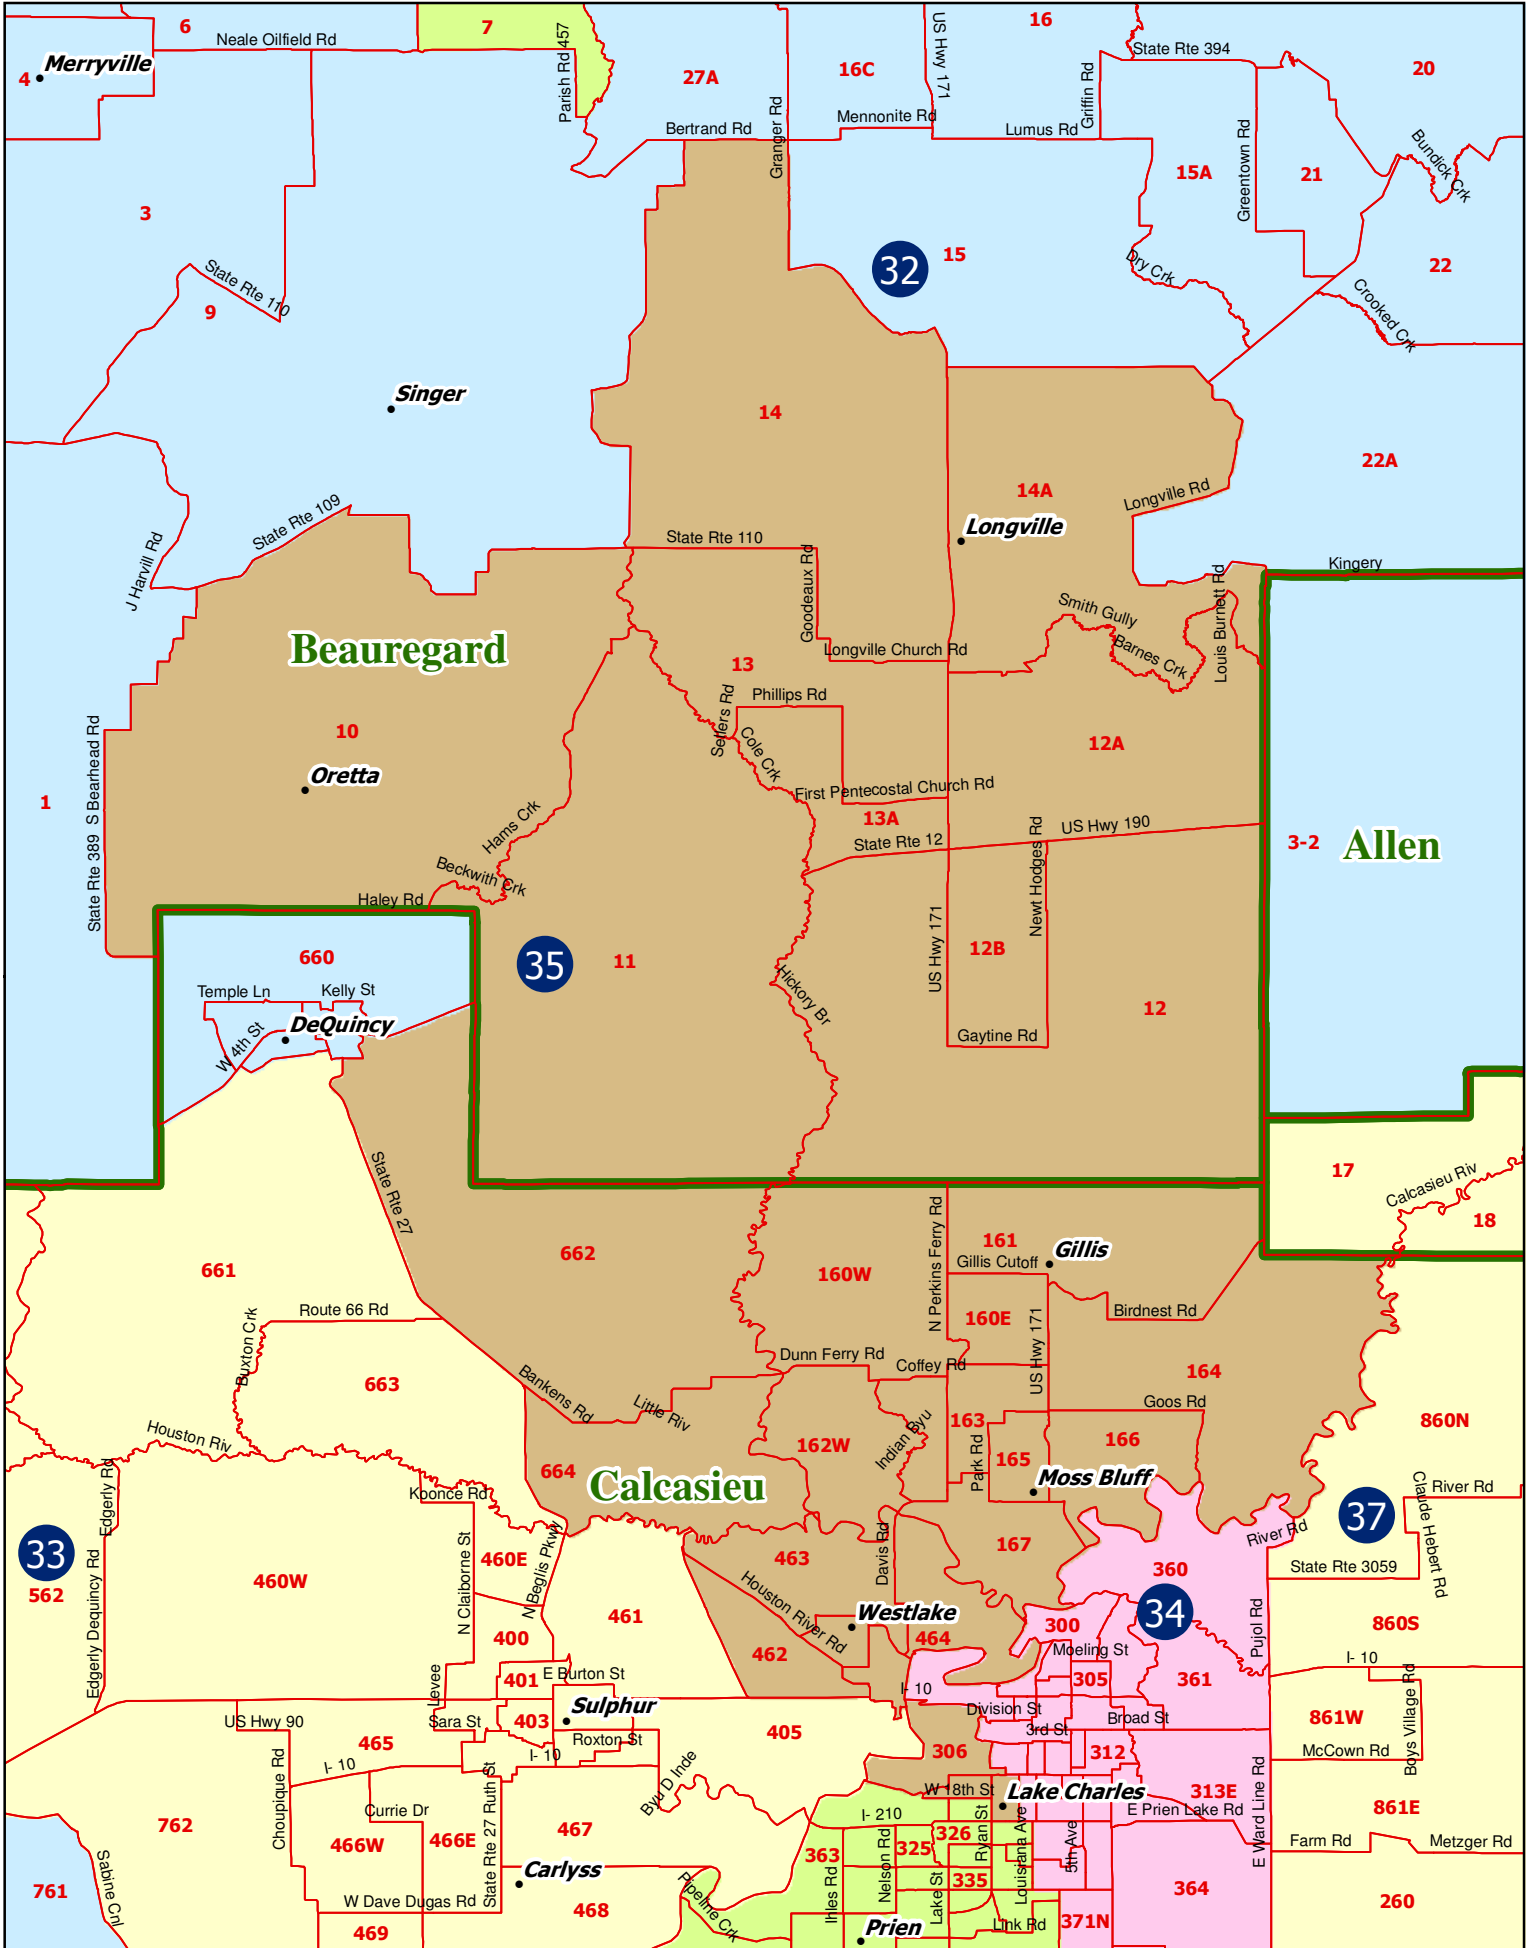 6
7
16
Neale Oilfield Rd
Parish Rd 457
US Hwy 171
State Rte 394
Merryville
4
27A
16C
Griffin Rd
20
Granger Rd
Mennonite Rd
Bertrand Rd
Lumus Rd
Greentown Rd
Bundick Crk
15A
21
3
32
15
Dry Crk
22
State Rte 110
9
Crooked Crk
Singer
14
22A
14A
Longville Rd
State Rte 109
Longville
J Harvill Rd
State Rte 110
Goodeaux Rd
Kingery
Louis Burnett Rd
Smith Gully
Barnes Crk
Beauregard
Longville Church Rd
13
Sellers Rd
Phillips Rd
S Bearhead Rd
10
12A
Cole Crk
Oretta
First Pentecostal Church Rd
1
13A
Hams Crk
State Rte 12
US Hwy 190
Newt Hodges Rd
3-2
Allen
State Rte 389
Beckwith Crk
Haley Rd
US Hwy 171
660
35
11
12B
Temple Ln
Kelly St
Hickory Br
12
DeQuincy
W 4th St
Gaytine Rd
State Rte 27
17
Calcasieu Riv
18
N Perkins Ferry Rd
161
Gillis
662
661
160W
Gillis Cutoff
Route 66 Rd
Buxton Crk
160E
US Hwy 171
Birdnest Rd
Dunn Ferry Rd
Coffey Rd
164
663
Bankens Rd
Little Riv
Goos Rd
Indian Byu
163
860N
Houston Riv
162W
Park Rd
166
165
664
Calcasieu
Moss Bluff
Edgerly Rd
Koonce Rd
River Rd
Claude Hebert Rd
37
33
N Claiborne St
460E
N Beglis Pkwy
463
Davis Rd
167
River Rd
State Rte 3059
562
Edgerly Dequincy Rd
460W
360
Houston River Rd
461
Westlake
34
300
Pujol Rd
860S
400
462
464
Moeling St
I- 10
Levee
401
E Burton St
305
361
I- 10
Boys Village Rd
Sulphur
Division St
US Hwy 90
Sara St
403
405
Broad St
861W
3rd St
465
Roxton St
306
312
McCown Rd
I- 10
I- 10
Choupique Rd
State Rte 27
Ruth St
Byu D Inde
W 18th St
Lake Charles
313E
E Ward Line Rd
Currie Dr
I- 210
E Prien Lake Rd
861E
762
466W
466E
467
326
Ryan St
Louisiana Ave
5th Ave
Farm Rd
Metzger Rd
363
325
Nelson Rd
Carlyss
335
Sabine Cnl
761
W Dave Dugas Rd
Pipeline Crk
Ihles Rd
Lake St
364
260
468
Prien
Link Rd
371N
469